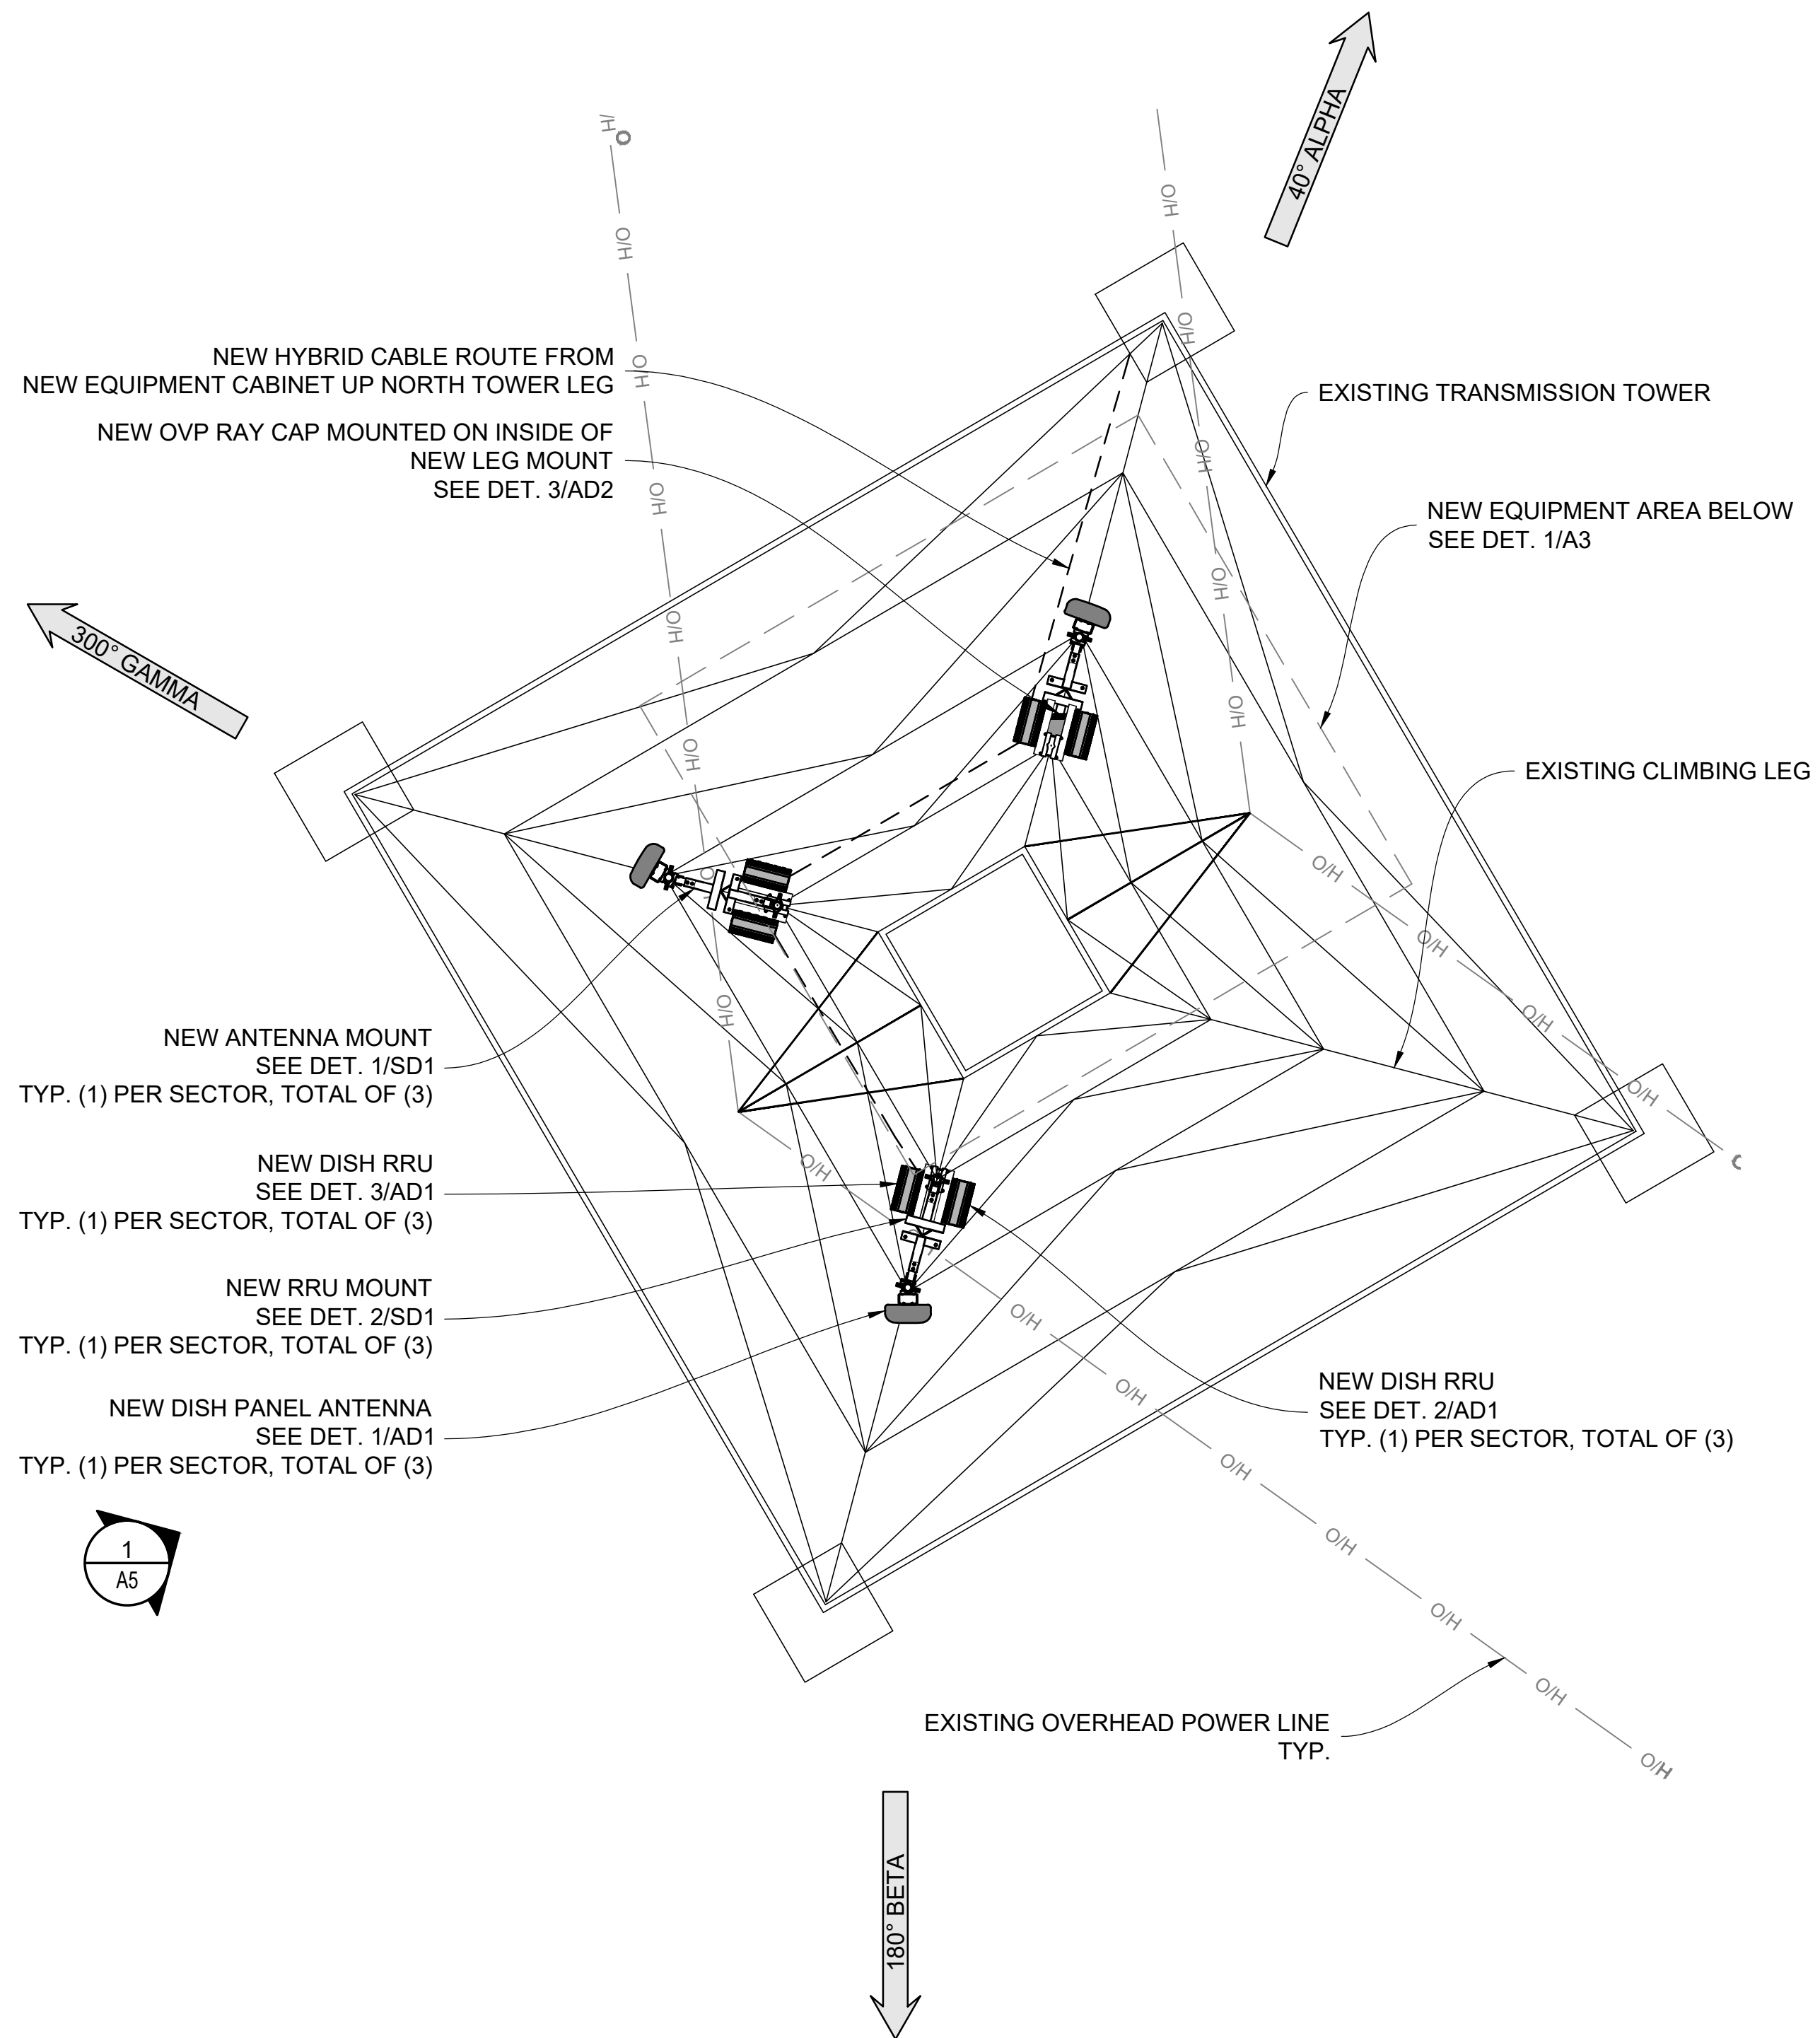 40° ALPHA
O/H
O/H
O/H
O/H
NEW HYBRID CABLE ROUTE FROM
NEW EQUIPMENT CABINET UP NORTH TOWER LEG
O/H
EXISTING TRANSMISSION TOWER
NEW OVP RAY CAP MOUNTED ON INSIDE OF
NEW LEG MOUNT
SEE DET. 3/AD2
O/H
O/H
NEW EQUIPMENT AREA BELOW
SEE DET. 1/A3
O/H
O/H
300° GAMMA
O/H
O/H
EXISTING CLIMBING LEG
O/H
O/H
O/H
O/H
NEW ANTENNA MOUNT
SEE DET. 1/SD1
TYP. (1) PER SECTOR, TOTAL OF (3)
O/H
O/H
NEW DISH RRU
SEE DET. 3/AD1
TYP. (1) PER SECTOR, TOTAL OF (3)
NEW RRU MOUNT
SEE DET. 2/SD1
TYP. (1) PER SECTOR, TOTAL OF (3)
O/H
O/H
NEW DISH PANEL ANTENNA
SEE DET. 1/AD1
TYP. (1) PER SECTOR, TOTAL OF (3)
NEW DISH RRU
SEE DET. 2/AD1
TYP. (1) PER SECTOR, TOTAL OF (3)
O/H
O/H
O/H
O/H
O/H
1
A5
EXISTING OVERHEAD POWER LINE
TYP.
180° BETA